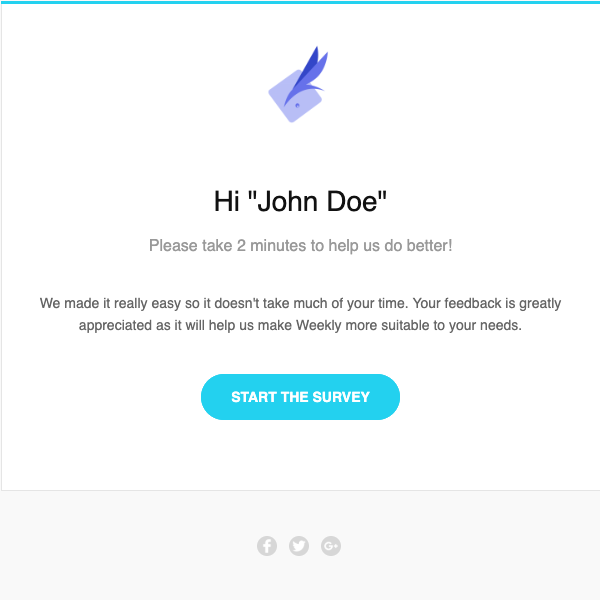 Hi "John Doe"
Please take 2 minutes to help us do better!
We made it really easy so it doesn't take much of your time. Your feedback is greatly
appreciated as it will help us make Weekly more suitable to your needs.
START THE SURVEY